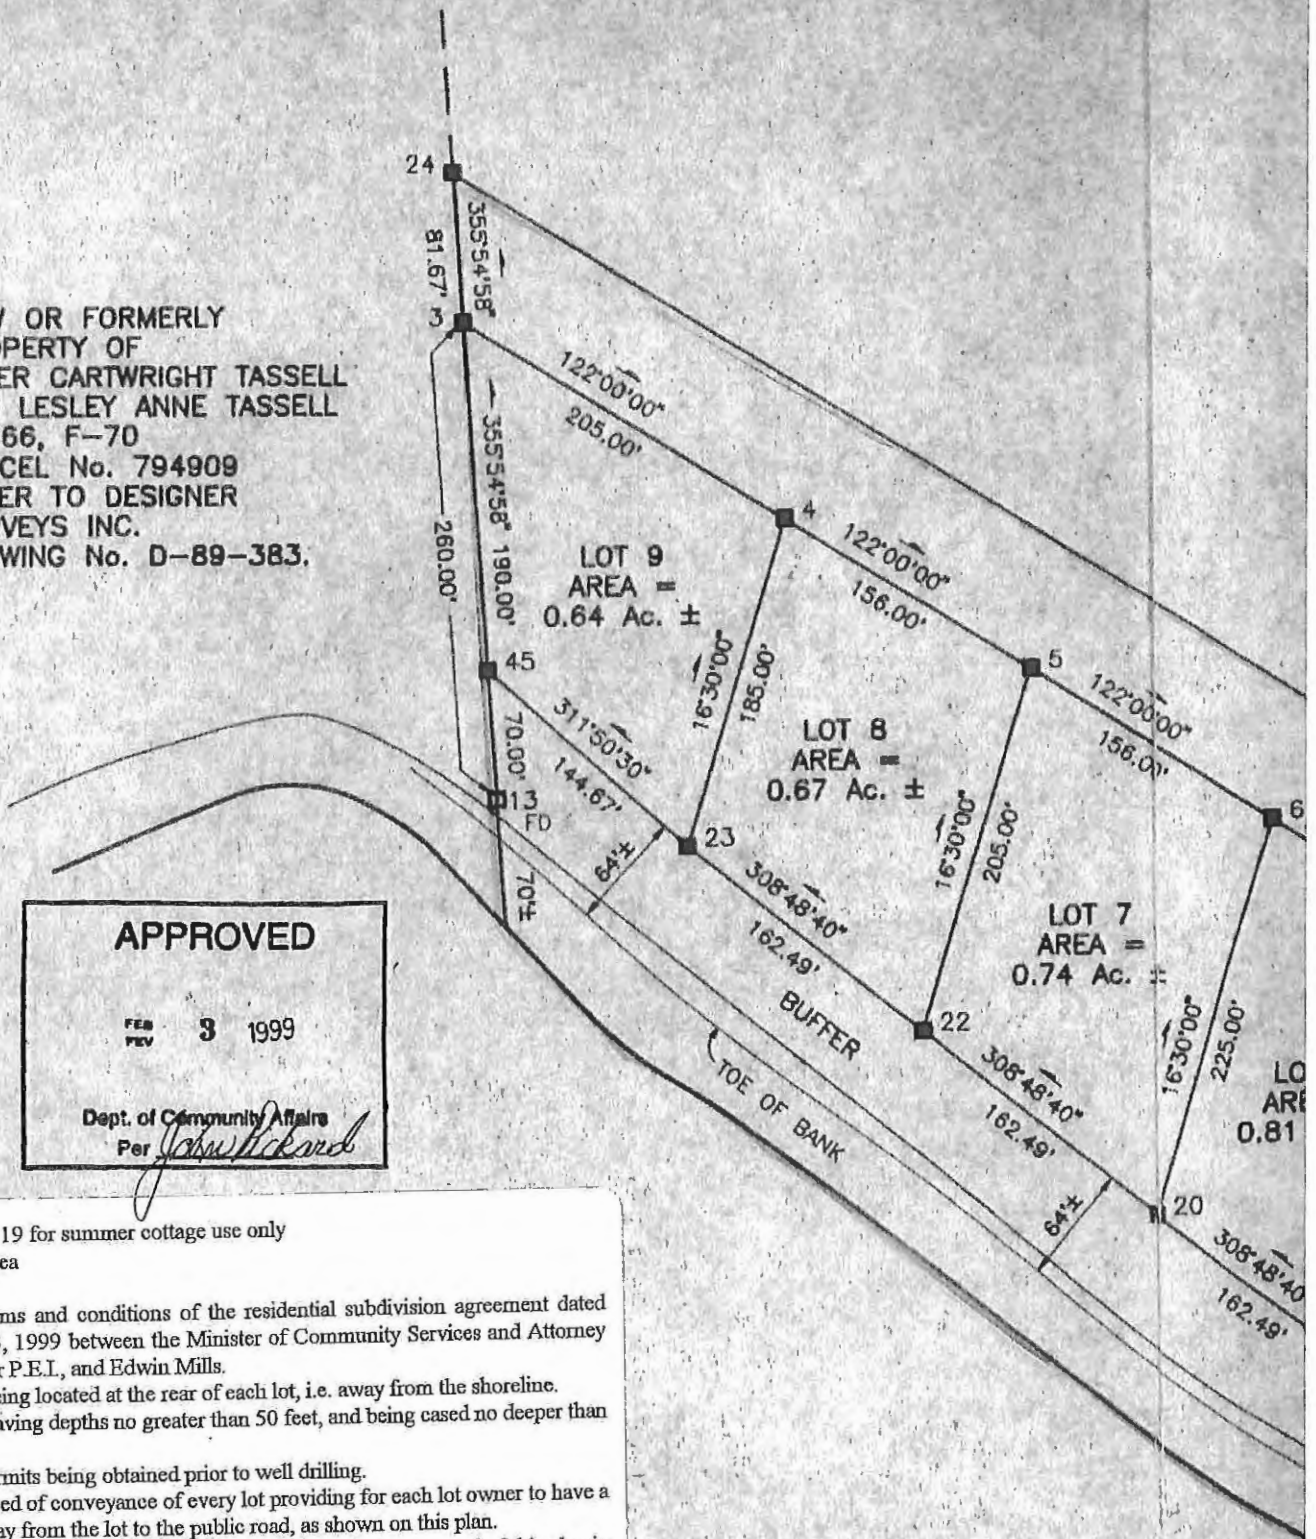 24
355°54'58"
81.67'
3
OR FORMERLY
OPERTY OF
ER CARTWRIGHT TASSELL
LESLEY ANNE TASSELL
66, F-70
CEL No. 794909
ER TO DESIGNER
VEYS INC.
WING No. D-89-383.
122°00'00"
205.00'
355°54'58" 190.00'
260.00'
LOT 9
AREA =
0.64 Ac. ±
4
122°00'00"
156.00'
5
122°00'00"
156.00'
6
45
311°50'30"
144.67'
16°30'00"
185.00'
LOT 8
AREA =
0.67 Ac. ±
70.00'
13
FD
64'±
23
70'±
16°30'00"
205.00'
308°48'40"
162.49'
LOT 7
AREA =
0.74 Ac. ±
BUFFER
22
TOE OF BANK
308°48'40"
162.49'
16°30'00"
225.00'
LO
ARE
0.81
64'±
20
308°48'40
162.49'
APPROVED
FEB
FEV 3 1999
Dept. of Community Affairs
Per John Pickard
19 for summer cottage use only
ea
ms and conditions of the residential subdivision agreement dated
, 1999 between the Minister of Community Services and Attorney
r P.E.I., and Edwin Mills.
ing located at the rear of each lot, i.e. away from the shoreline.
aving depths no greater than 50 feet, and being cased no deeper than
rmits being obtained prior to well drilling.
ed of conveyance of every lot providing for each lot owner to have a
ay from the lot to the public road, as shown on this plan.